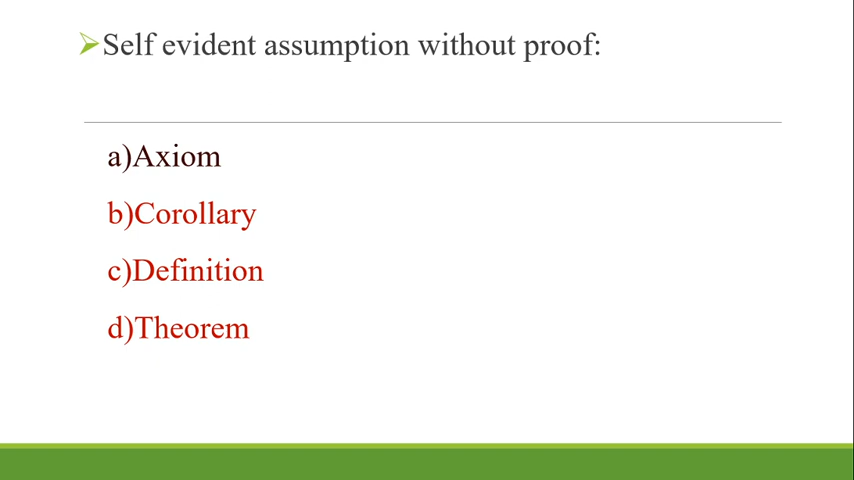 Self evident assumption without proof:
a)Axiom
b)Corollary
c)Definition
d)Theorem